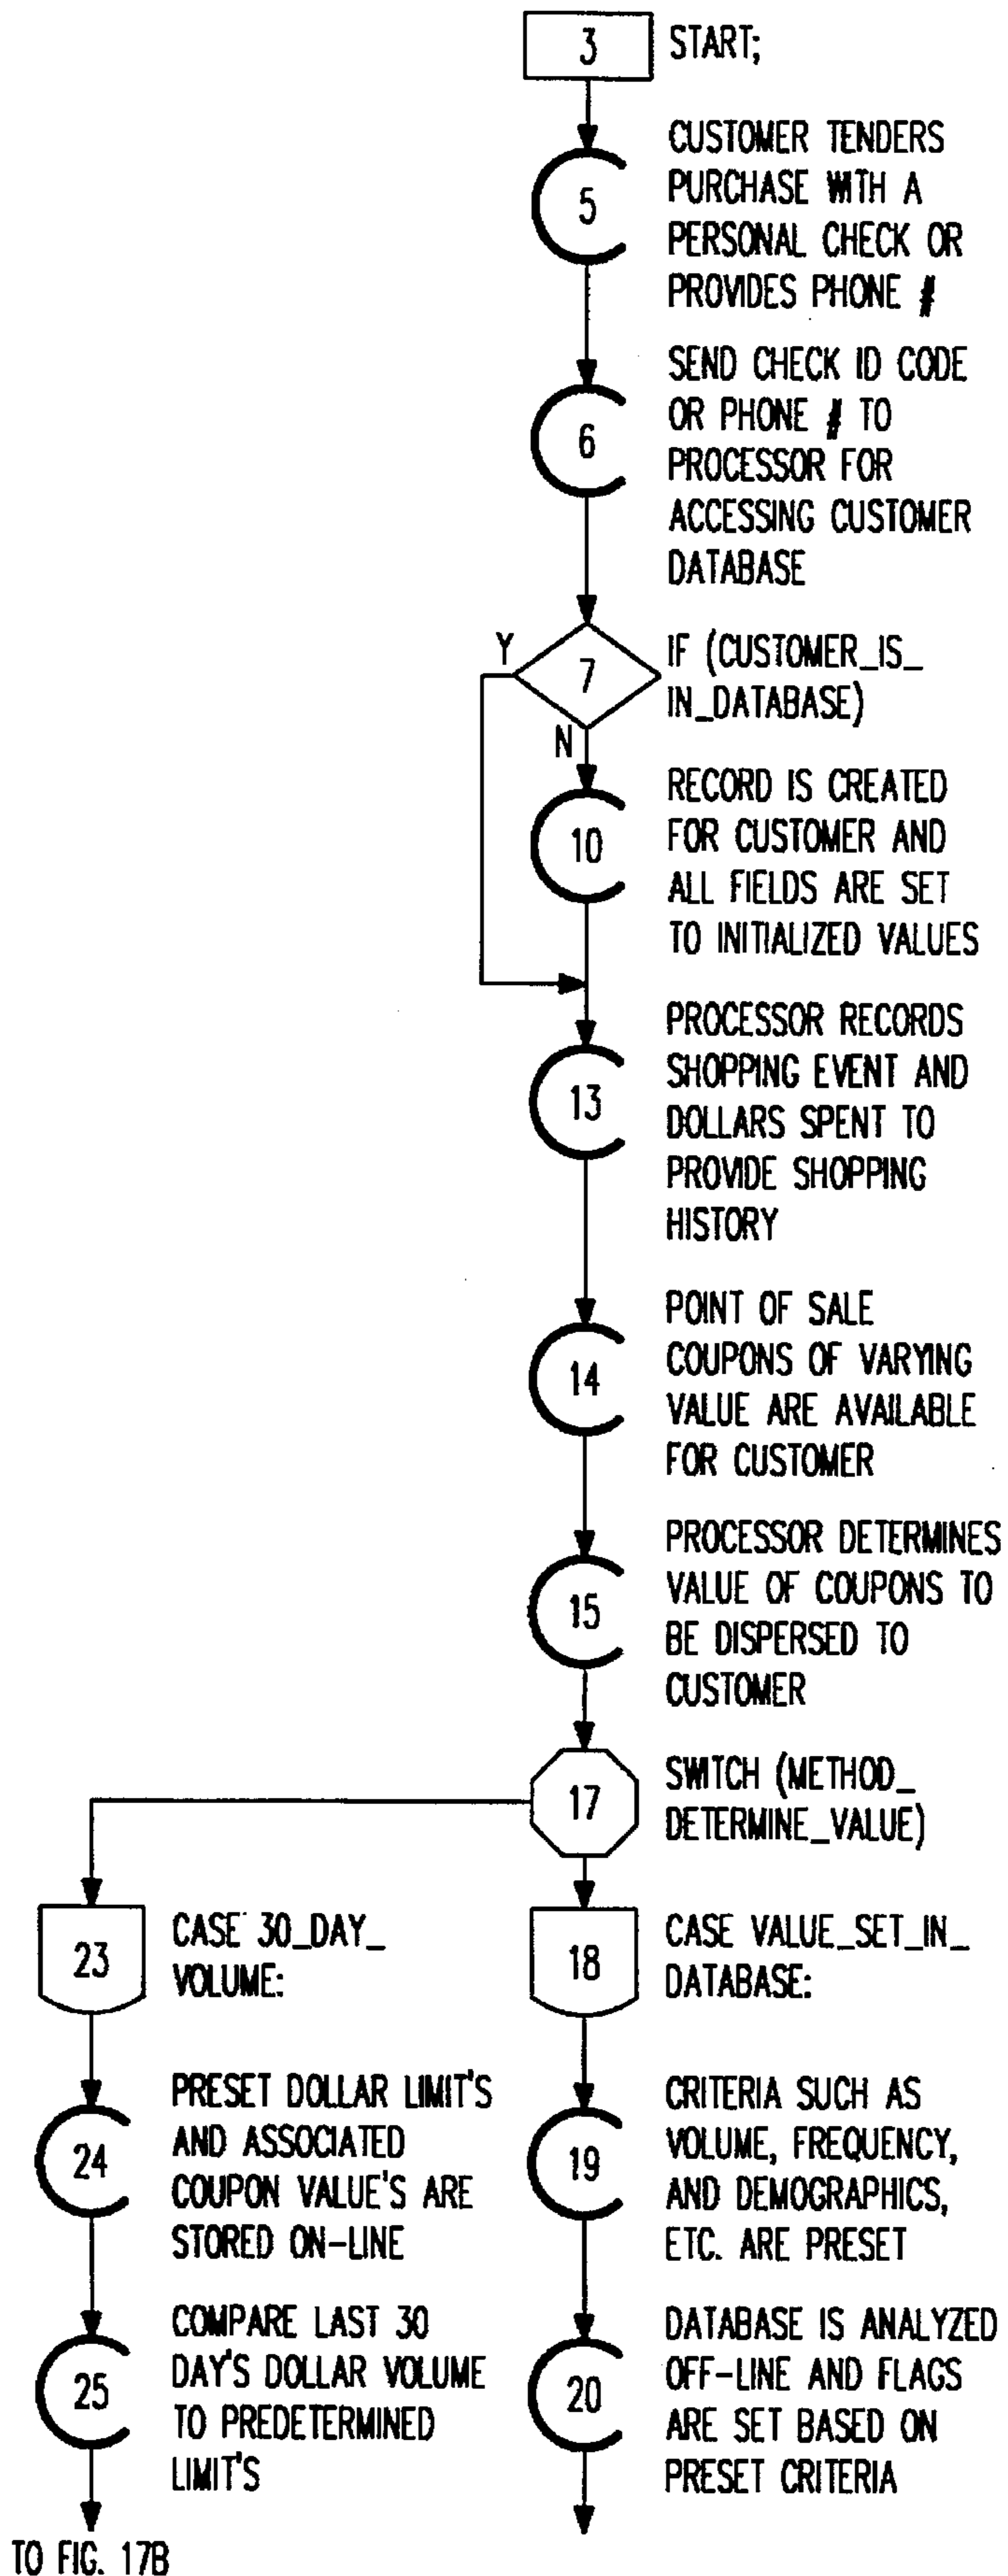 3 START;
5
CUSTOMER TENDERS
PURCHASE WITH A
PERSONAL CHECK OR
PROVIDES PHONE #
6
SEND CHECK ID CODE
OR PHONE # TO
PROCESSOR FOR
ACCESSING CUSTOMER
DATABASE
Y
7
N
IF (CUSTOMER_IS_
IN_DATABASE)
10
RECORD IS CREATED
FOR CUSTOMER AND
ALL FIELDS ARE SET
TO INITIALIZED VALUES
13
PROCESSOR RECORDS
SHOPPING EVENT AND
DOLLARS SPENT TO
PROVIDE SHOPPING
HISTORY
14
POINT OF SALE
COUPONS OF VARYING
VALUE ARE AVAILABLE
FOR CUSTOMER
15
PROCESSOR DETERMINES
VALUE OF COUPONS TO
BE DISPERSED TO
CUSTOMER
17
SWITCH (METHOD_
DETERMINE_VALUE)
23
CASE 30_DAY_
VOLUME:
18
CASE VALUE_SET_IN_
DATABASE:
24
PRESET DOLLAR LIMIT'S
AND ASSOCIATED
COUPON VALUE'S ARE
STORED ON-LINE
19
CRITERIA SUCH AS
VOLUME, FREQUENCY,
AND DEMOGRAPHICS,
ETC. ARE PRESET
25
COMPARE LAST 30
DAY'S DOLLAR VOLUME
TO PREDETERMINED
LIMIT'S
20
DATABASE IS ANALYZED
OFF-LINE AND FLAGS
ARE SET BASED ON
PRESET CRITERIA
TO FIG. 17B